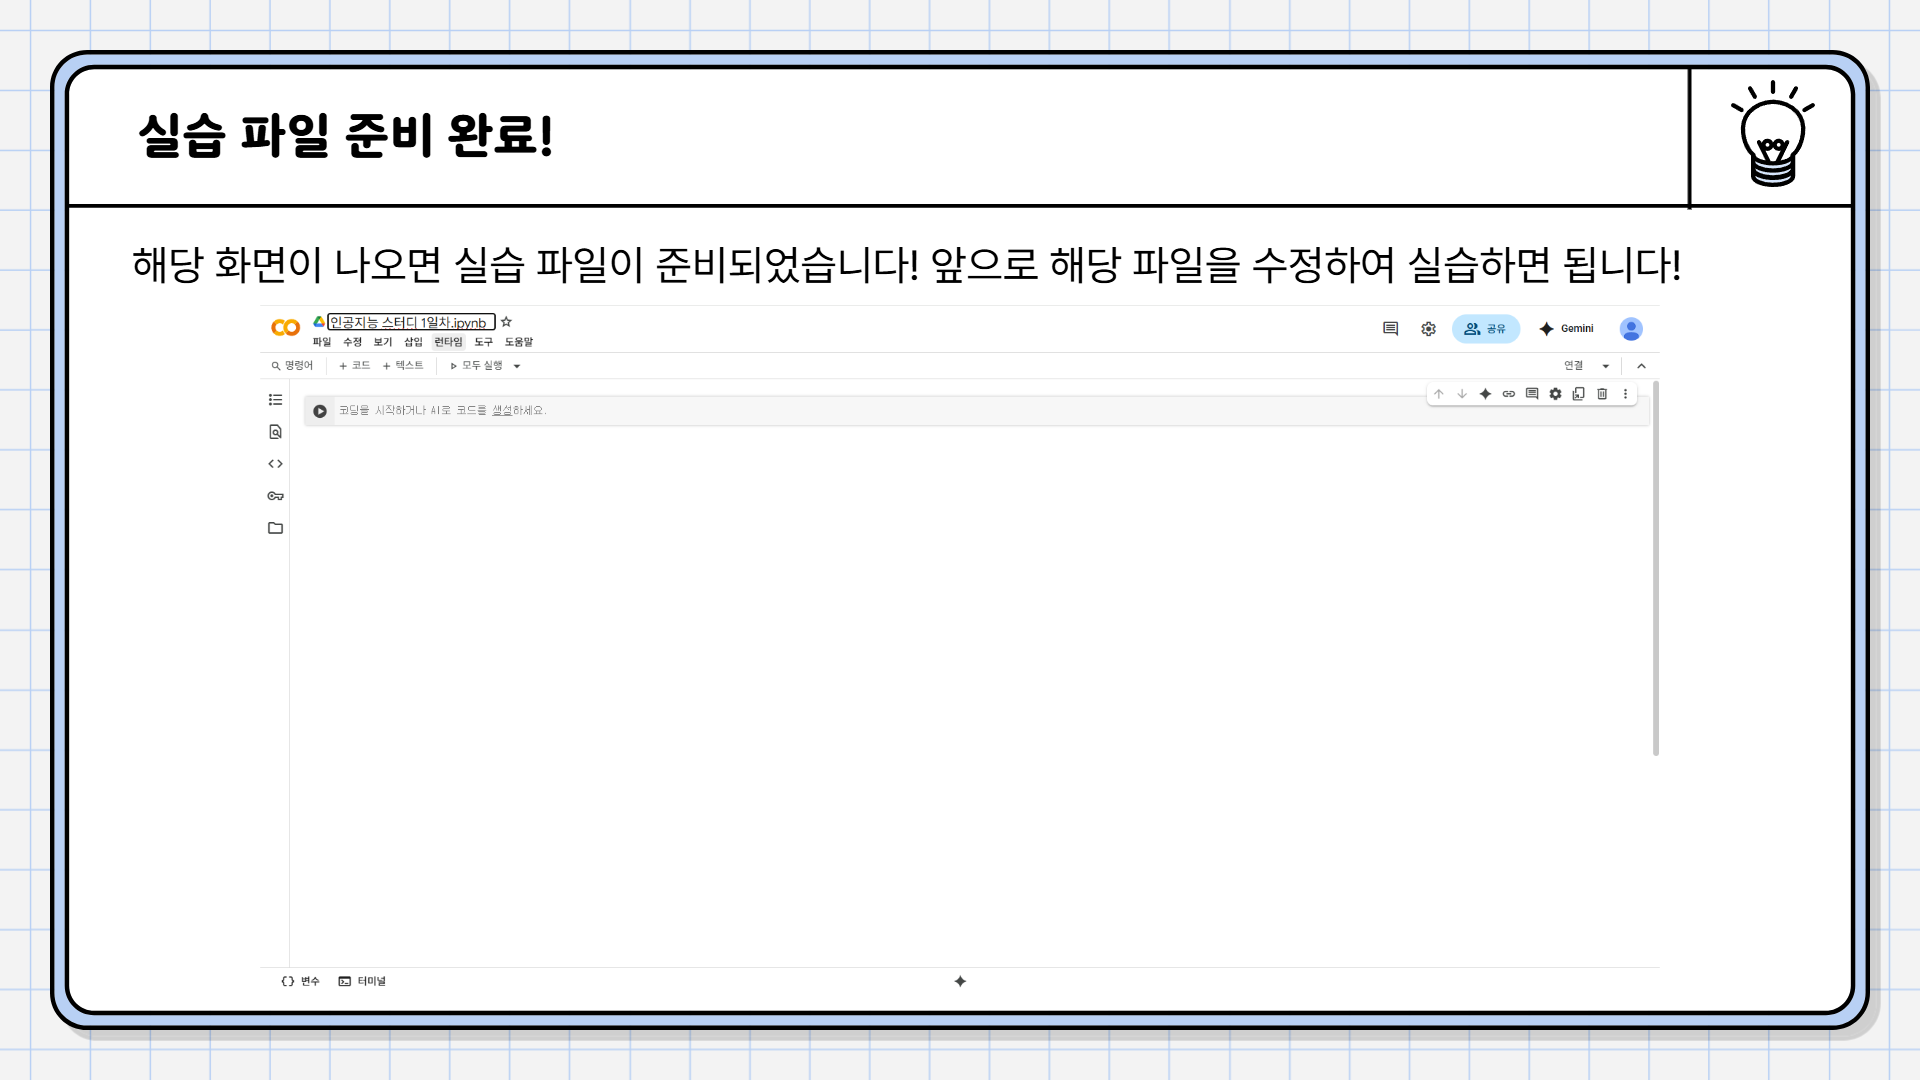 실습 파일 준비 완료!
해당 화면이 나오면 실습 파일이 준비되었습니다! 앞으로 해당 파일을 수정하여 실습하면 됩니다!
인공지능 스터디 1일차.ipynb
공유 Gemini
파일 수정 보기 삽입 런타임 도구 도움말
명령어 + 코드 + 텍스트 모두 실행 연결
코딩을 시작하거나 AI로 코드를 생성하세요.
변수 터미널